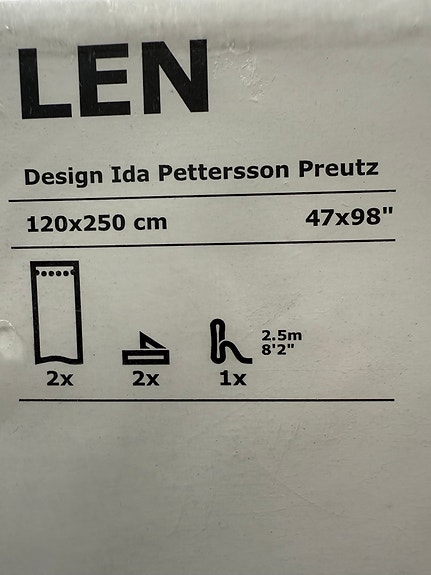 LEN
Design Ida Pettersson Preutz
120x250 cm 47x98"
2.5m
8'2"
2x 2x 1x